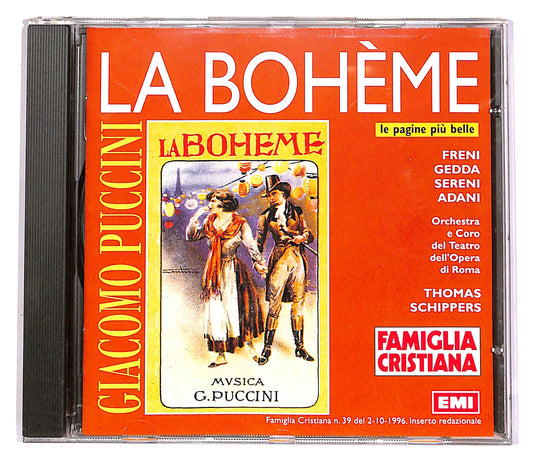 LA BOHÈME
le pagine più belle
GIACOMO PUCCINI
LA BOHEME
MVSICA
G. PUCCINI
FRENI
GEDDA
SERENI
ADANI
Orchestra
e Coro
del Teatro
dell'Opera
di Roma
THOMAS
SCHIPPERS
FAMIGLIA
CRISTIANA
EMI
Famiglia Cristiana n. 39 del 2-10-1996. Inserto redazionale